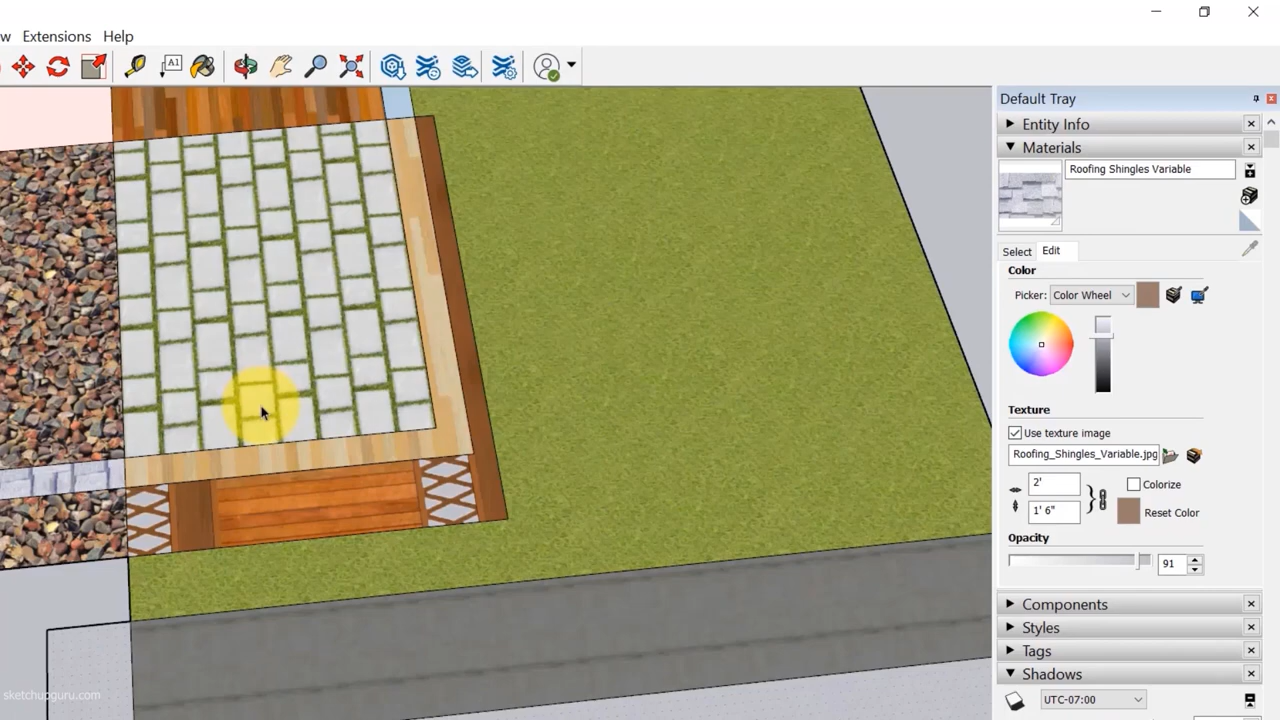 w Extensions Help
A1
Default Tray
Entity Info
Materials
Roofing Shingles Variable
Select Edit
Color
Picker: Color Wheel
Texture
Use texture image
Roofing_Shingles_Variable.jpg
2'
Colorize
1' 6"
Reset Color
Opacity
91
Components
Styles
Tags
Shadows
UTC-07:00
sketchupguru.com